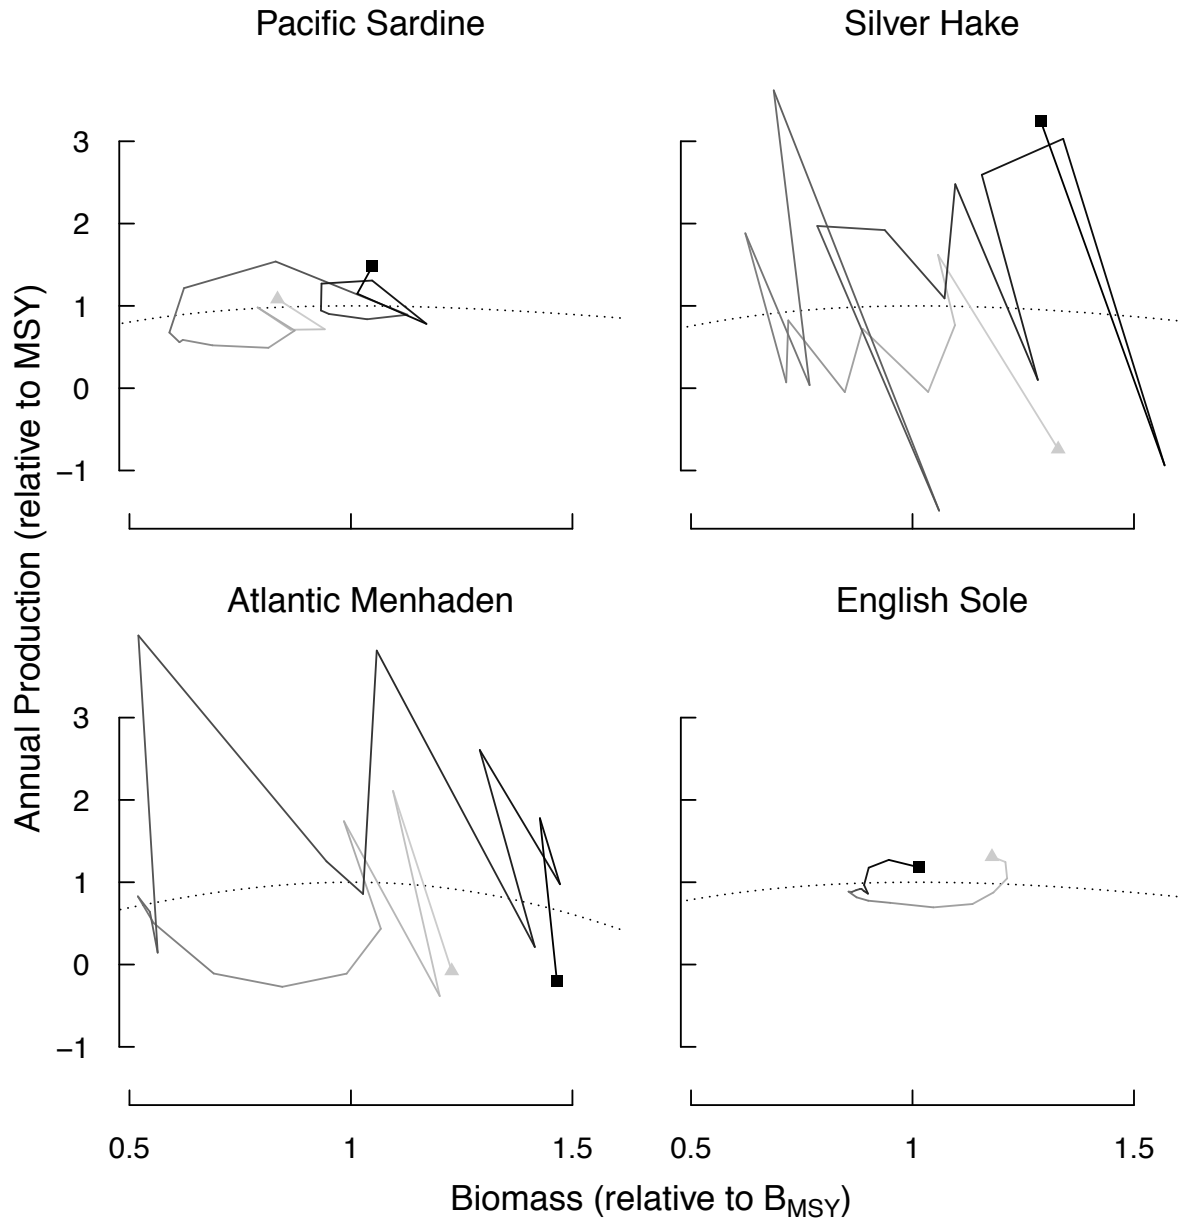 Pacific Sardine
Silver Hake
3
2
1
0
−1
Atlantic Menhaden
English Sole
3
2
1
0
−1
0.5 1 1.5
0.5 1 1.5
Annual Production (relative to MSY)
Biomass (relative to B_MSY)